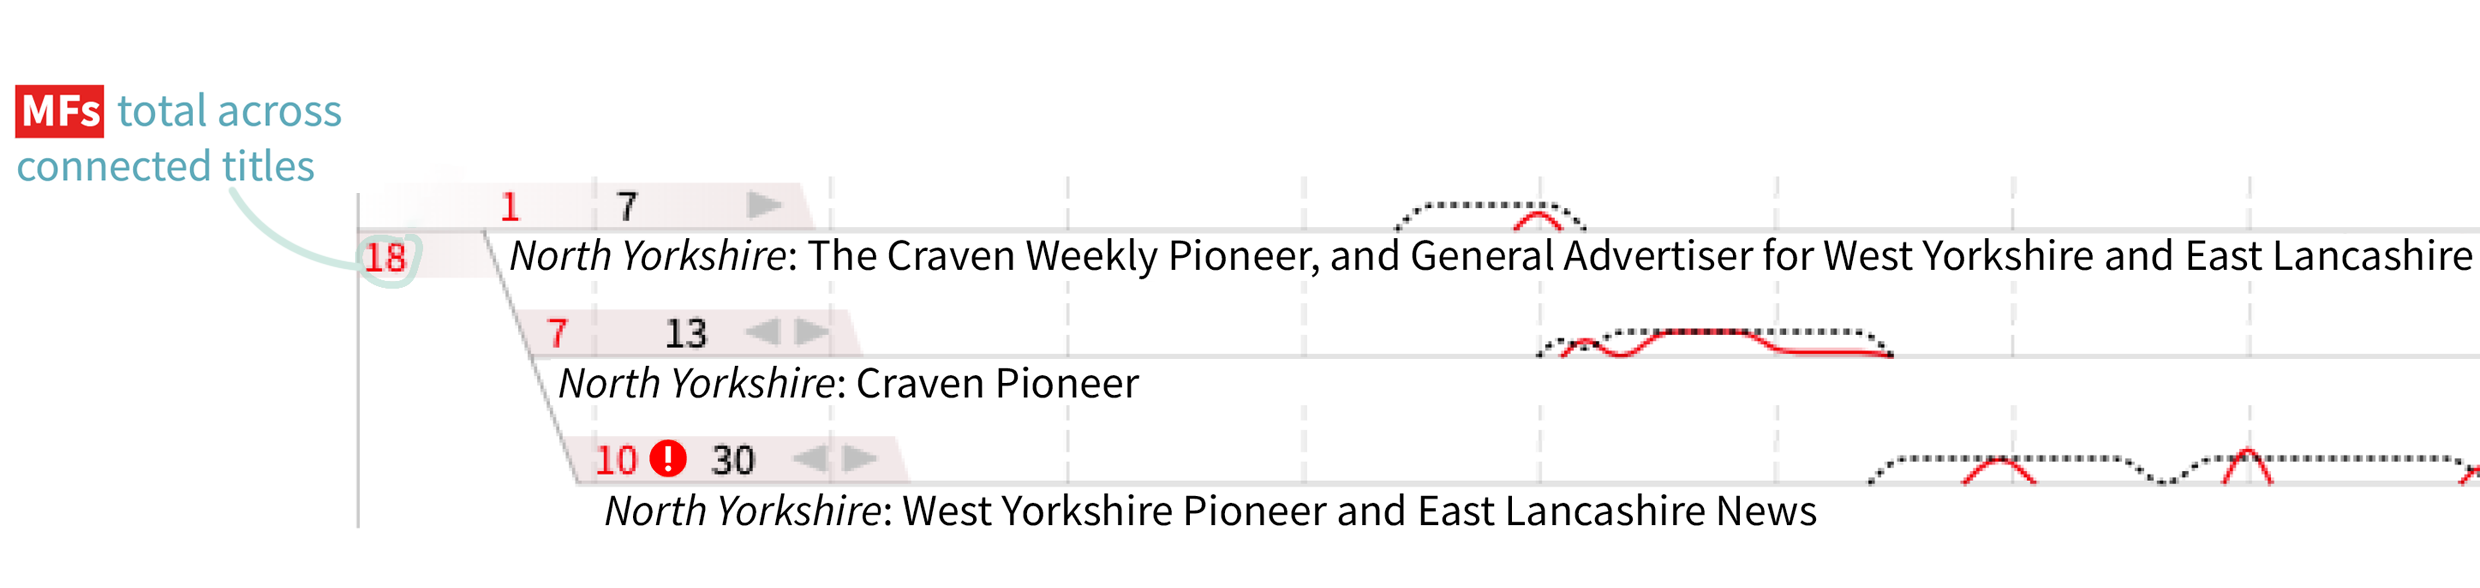 MFs total across
connected titles
1 7
18
North Yorkshire: The Craven Weekly Pioneer, and General Advertiser for West Yorkshire and East Lancashire
7 13
North Yorkshire: Craven Pioneer
10 ! 30
North Yorkshire: West Yorkshire Pioneer and East Lancashire News